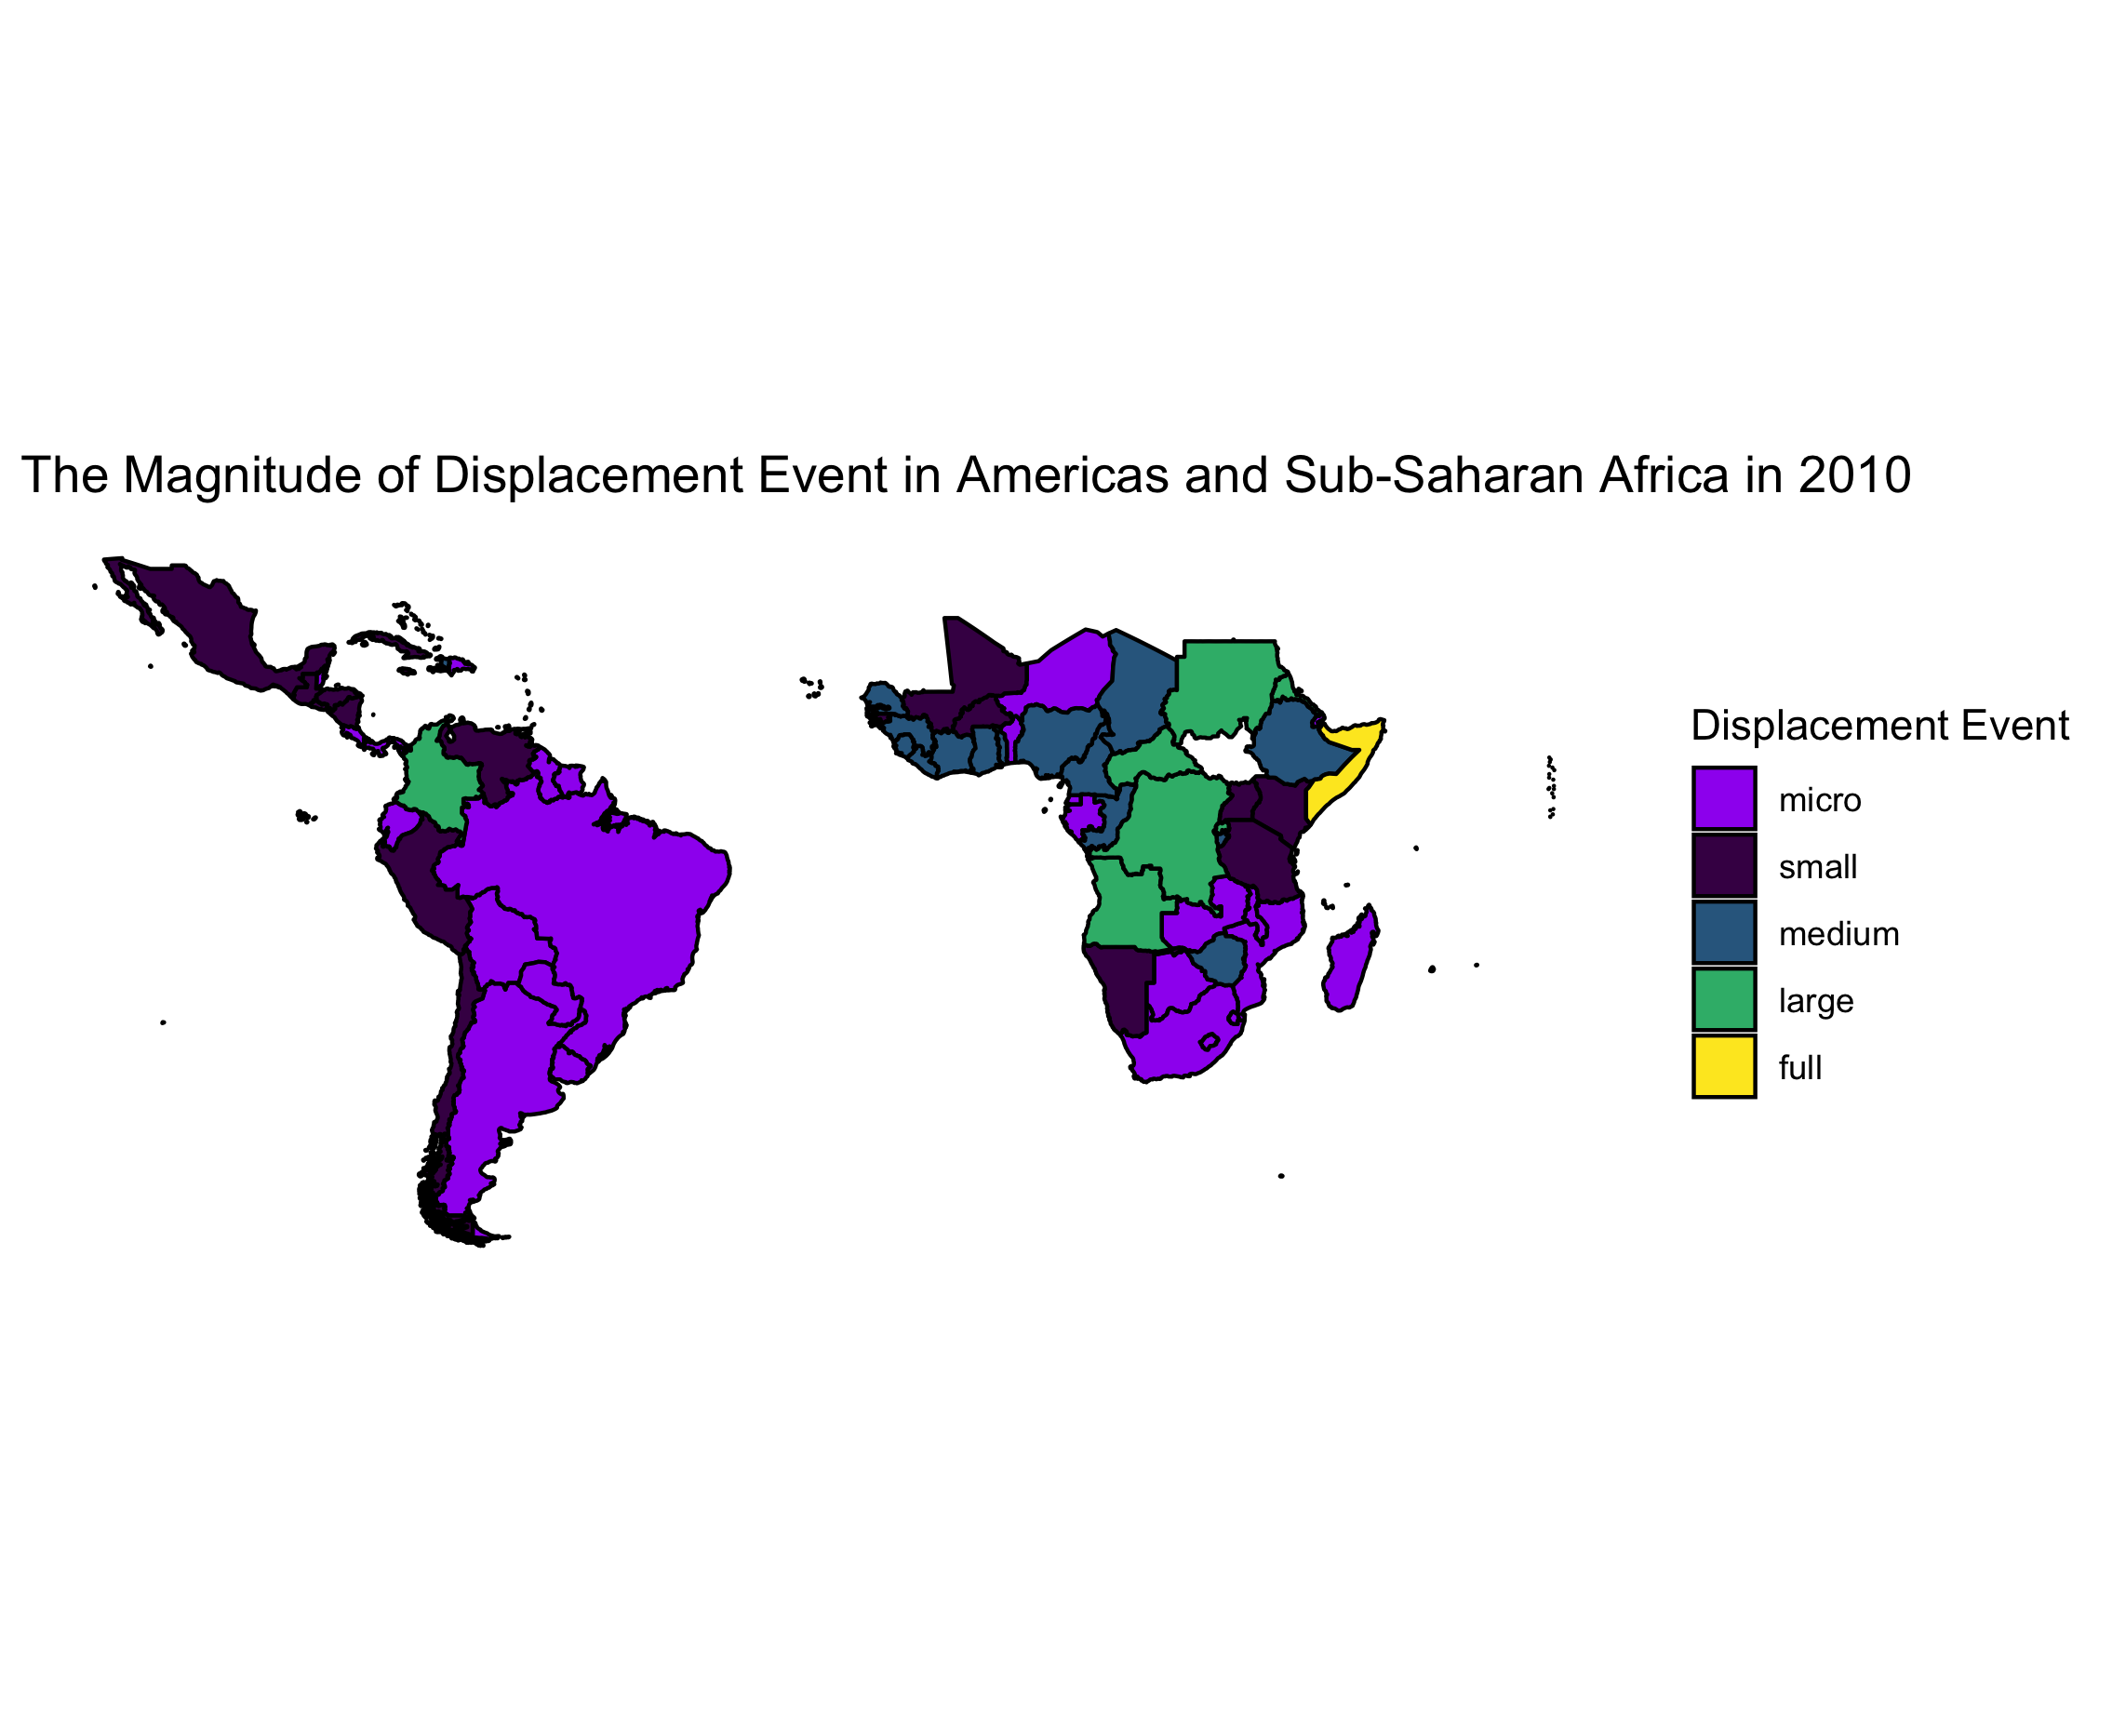 The Magnitude of Displacement Event in Americas and Sub-Saharan Africa in 2010
Displacement Event
micro
small
medium
large
full